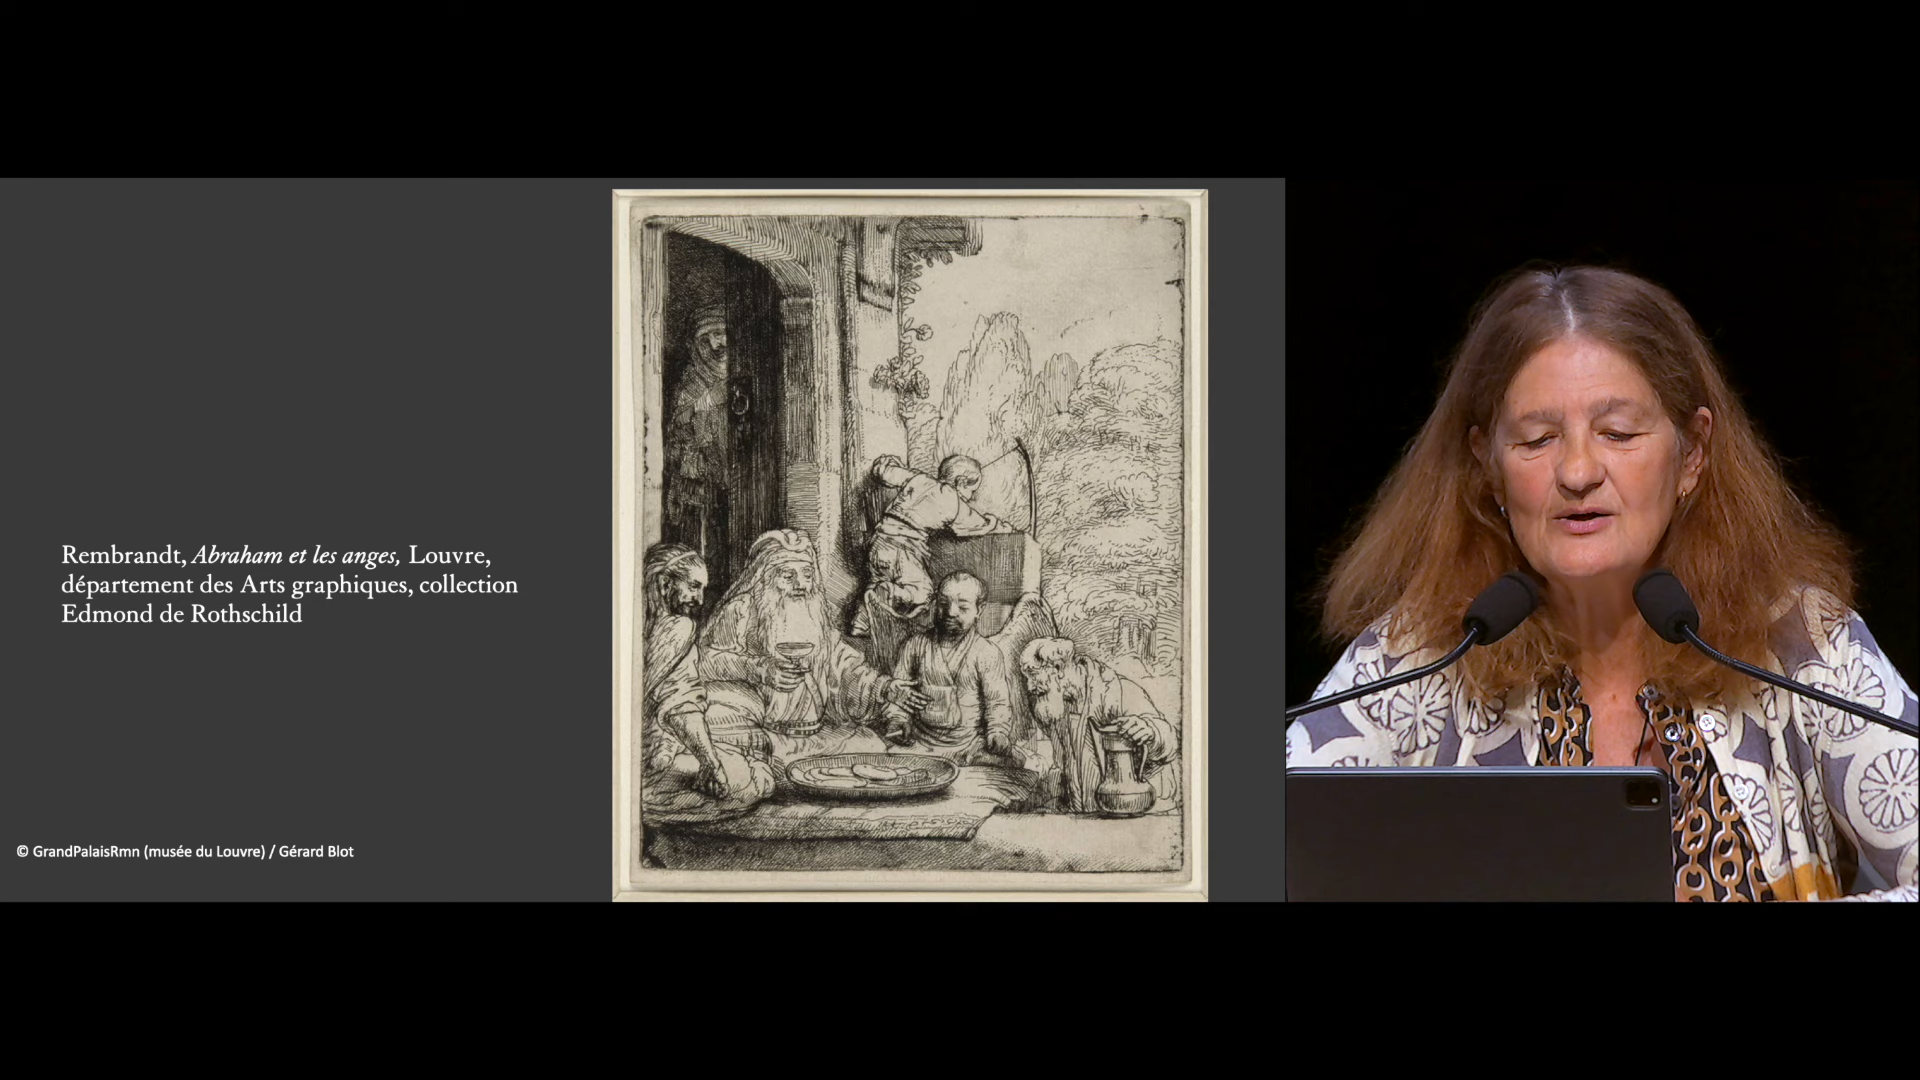 Rembrandt, Abraham et les anges, Louvre,
département des Arts graphiques, collection
Edmond de Rothschild
© GrandPalaisRmn (musée du Louvre) / Gérard Blot